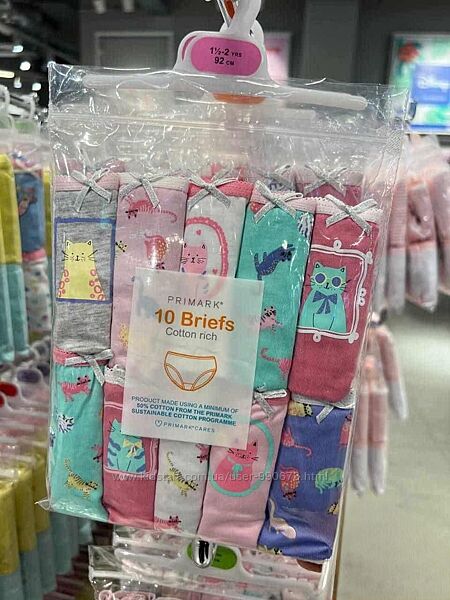 1½-2 YRS
92 CM
Disney
PRIMARK®
10 Briefs
Cotton rich
PRODUCT MADE USING A MINIMUM OF
50% COTTON FROM THE PRIMARK
SUSTAINABLE COTTON PROGRAMME
PRIMARK CARES